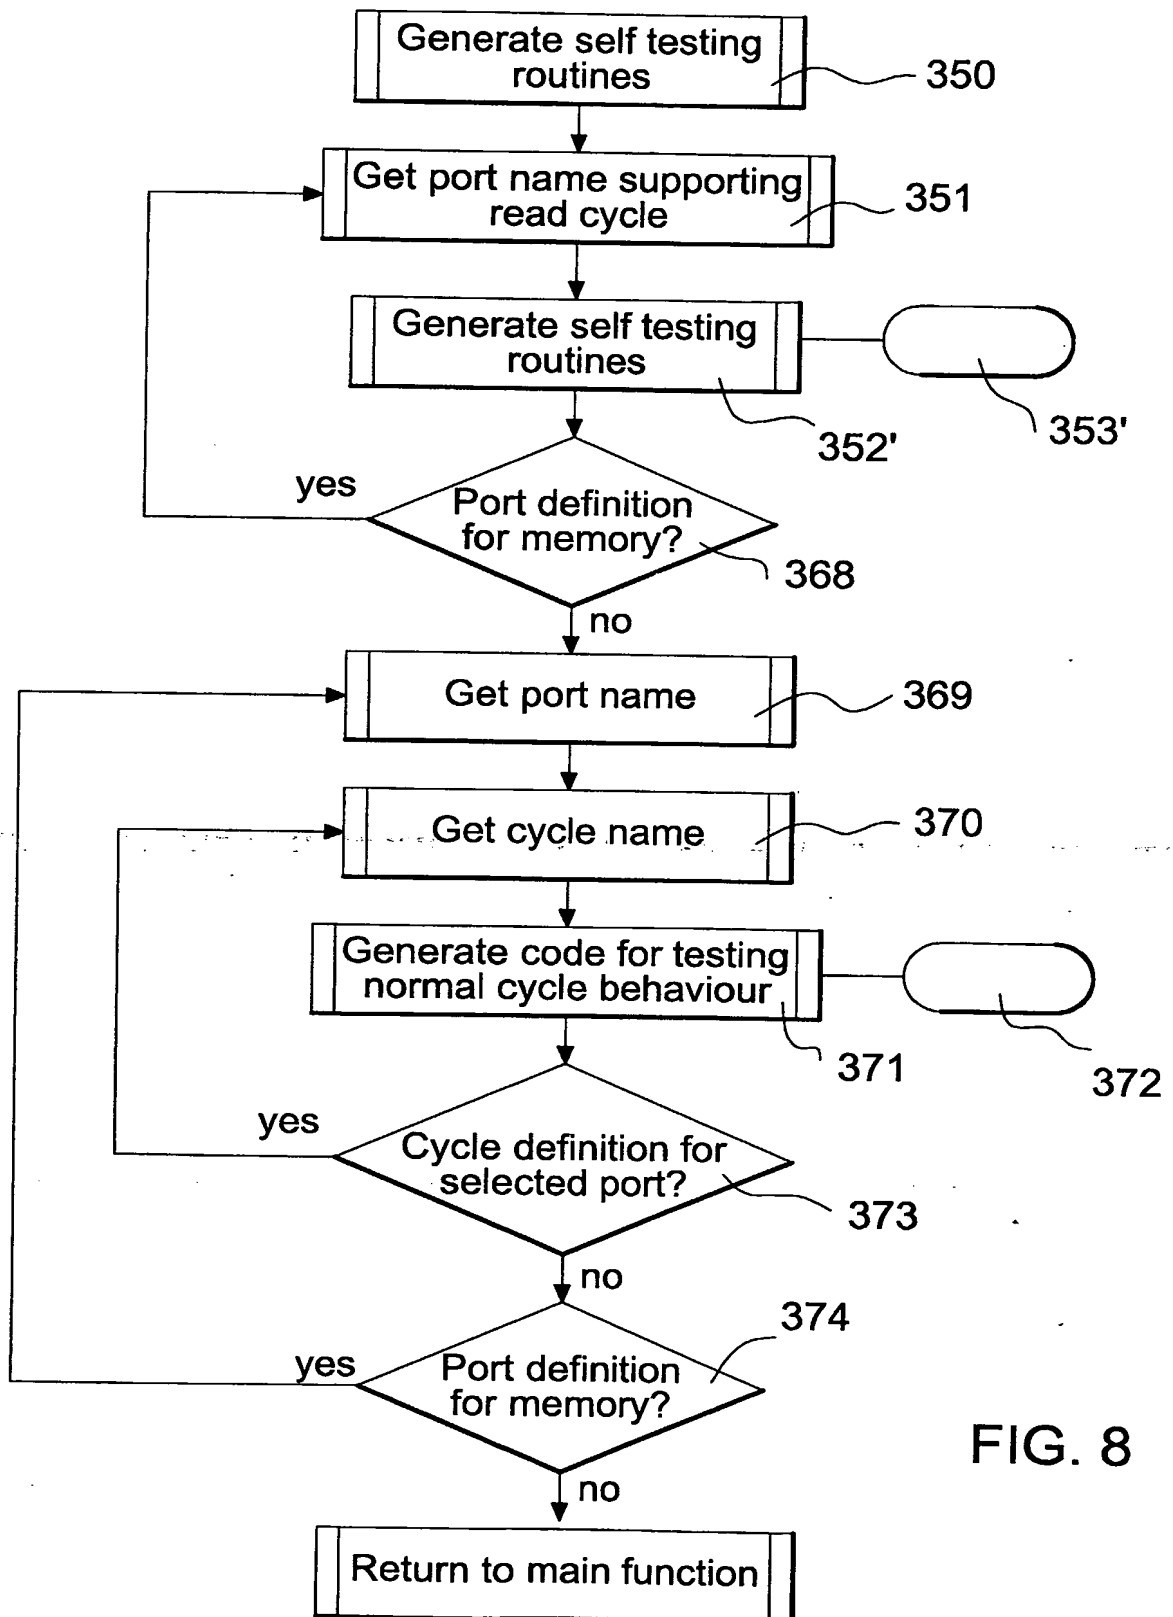 Generate self testing
routines
350
Get port name supporting
read cycle
351
Generate self testing
routines
352'
353'
yes
Port definition
for memory?
368
no
Get port name
369
Get cycle name
370
Generate code for testing
normal cycle behaviour
371
372
yes
Cycle definition for
selected port?
373
no
374
yes
Port definition
for memory?
FIG. 8
no
Return to main function